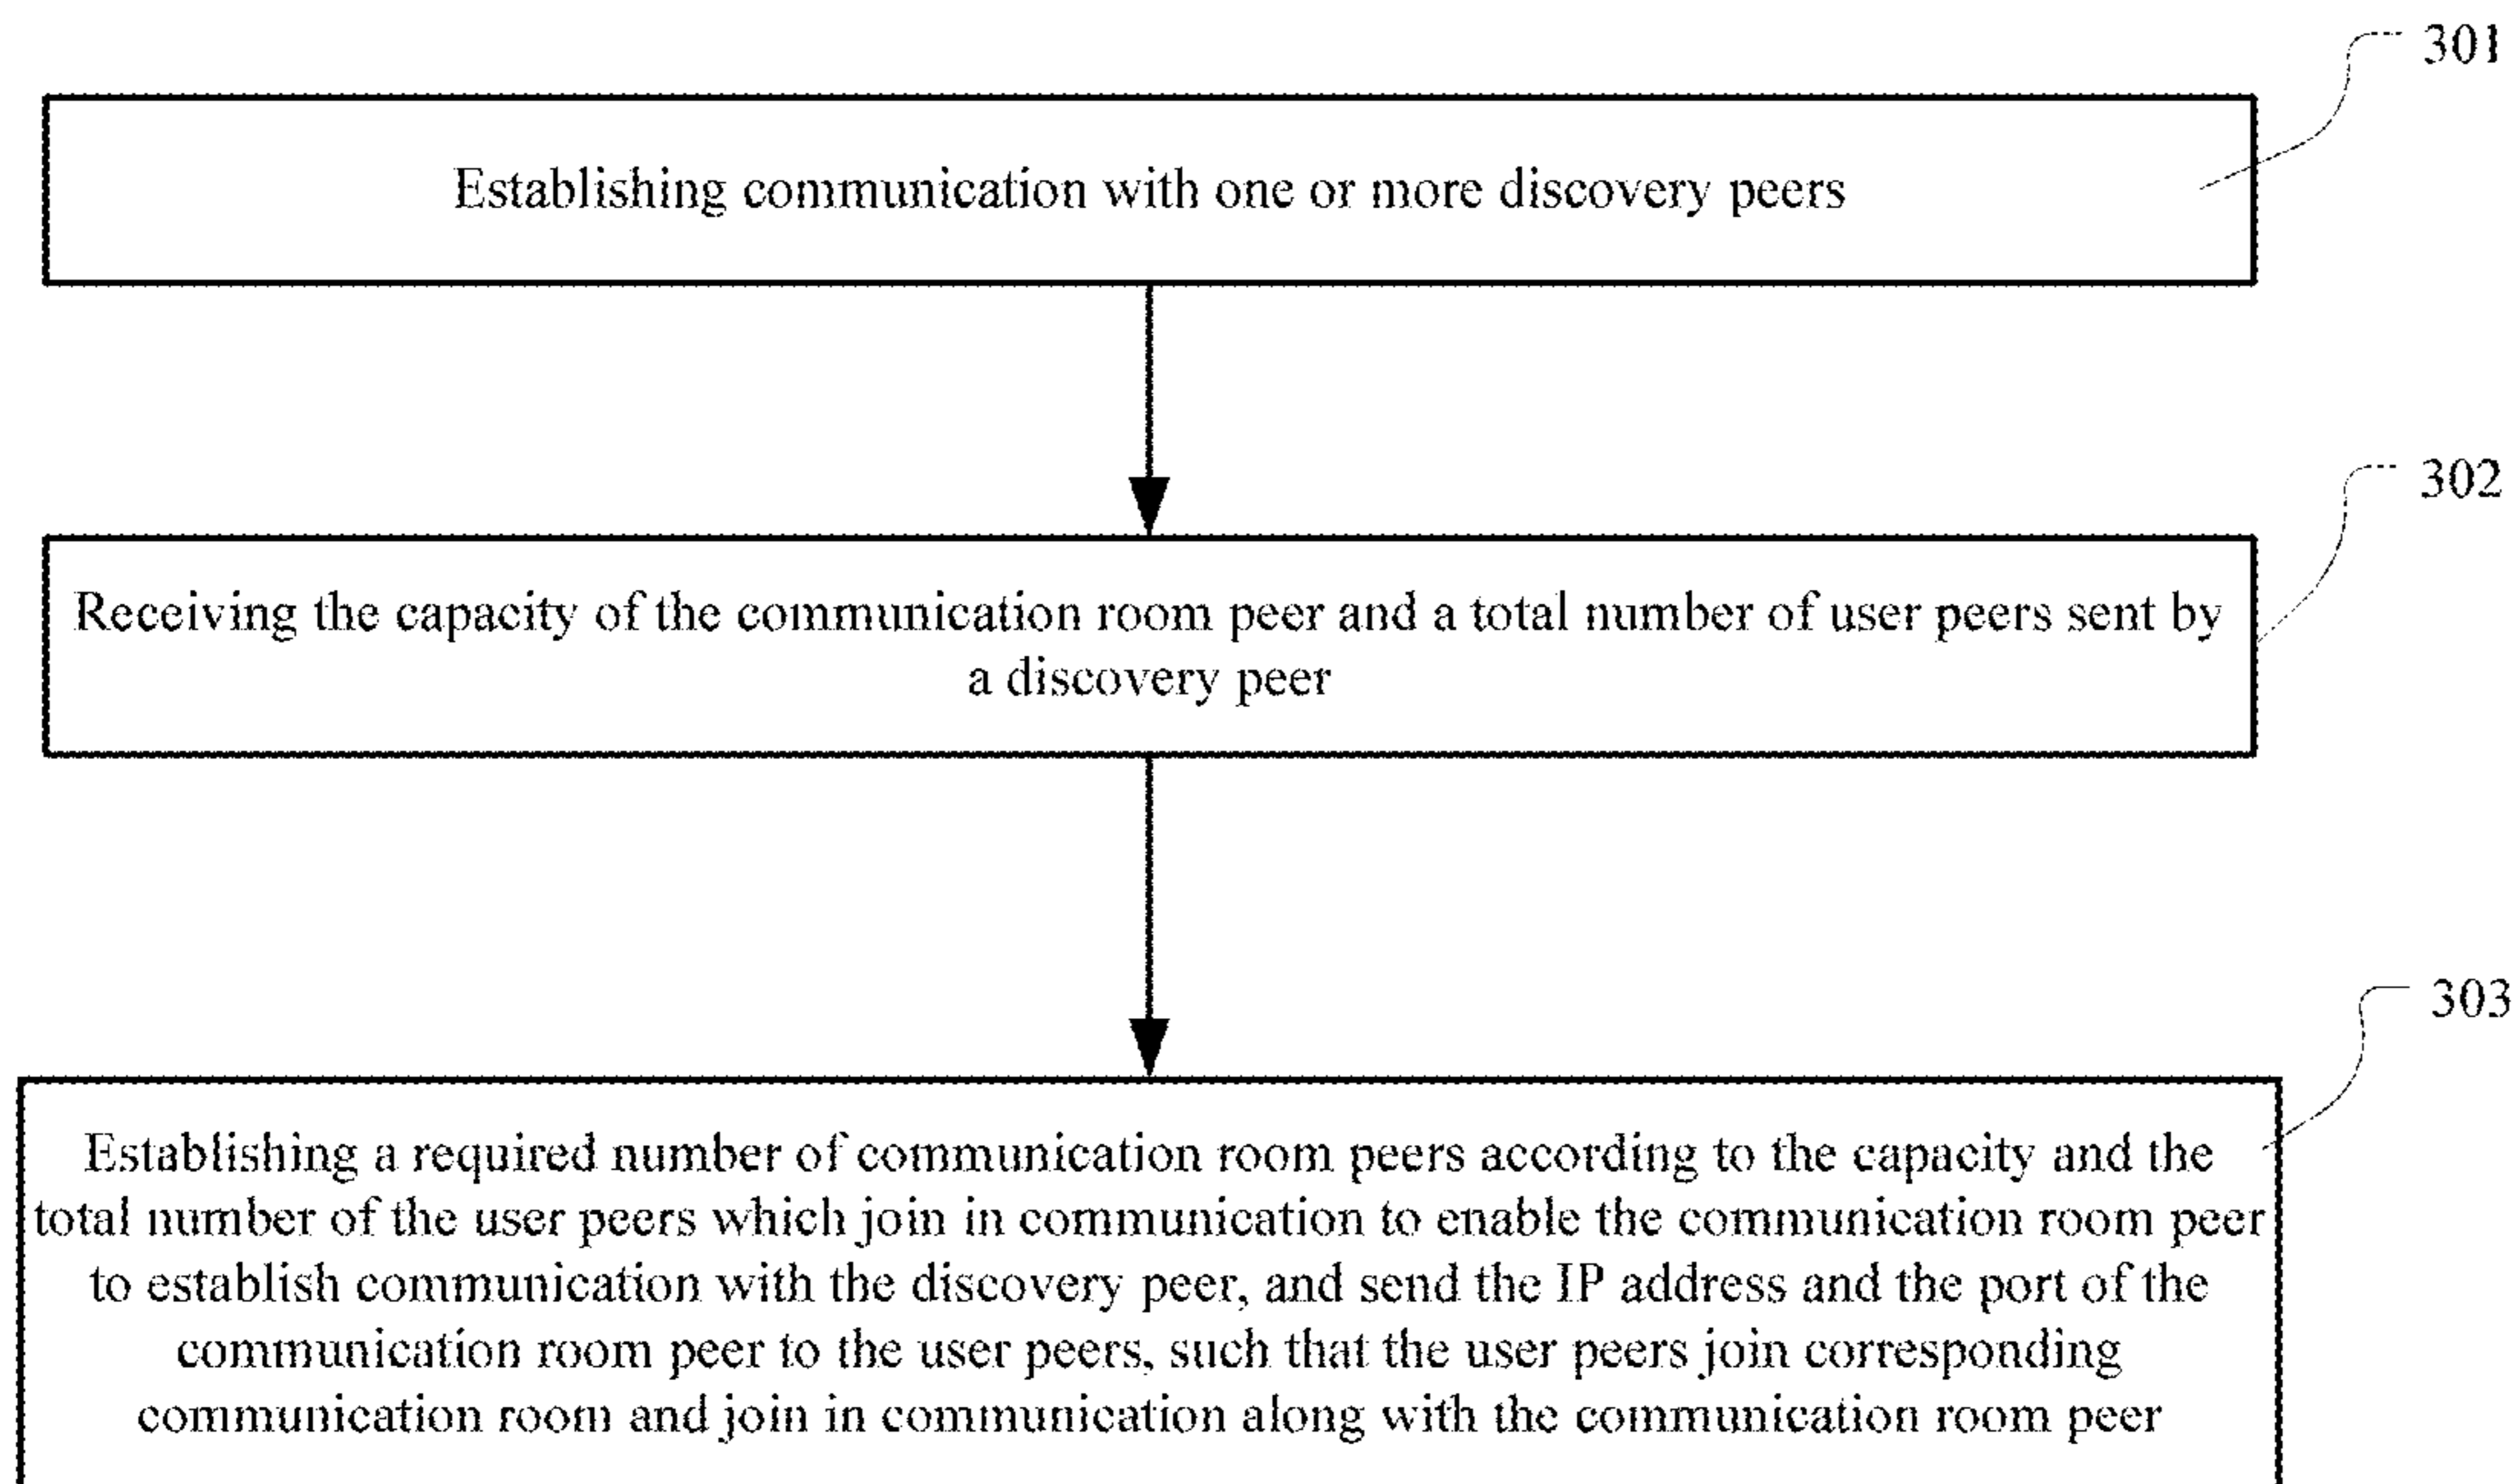 301
Establishing communication with one or more discovery peers
302
Receiving the capacity of the communication room peer and a total number of user peers sent by
a discovery peer
303
Establishing a required number of communication room peers according to the capacity and the
total number of the user peers which join in communication to enable the communication room peer
to establish communication with the discovery peer, and send the IP address and the port of the
communication room peer to the user peers, such that the user peers join corresponding
communication room and join in communication along with the communication room peer